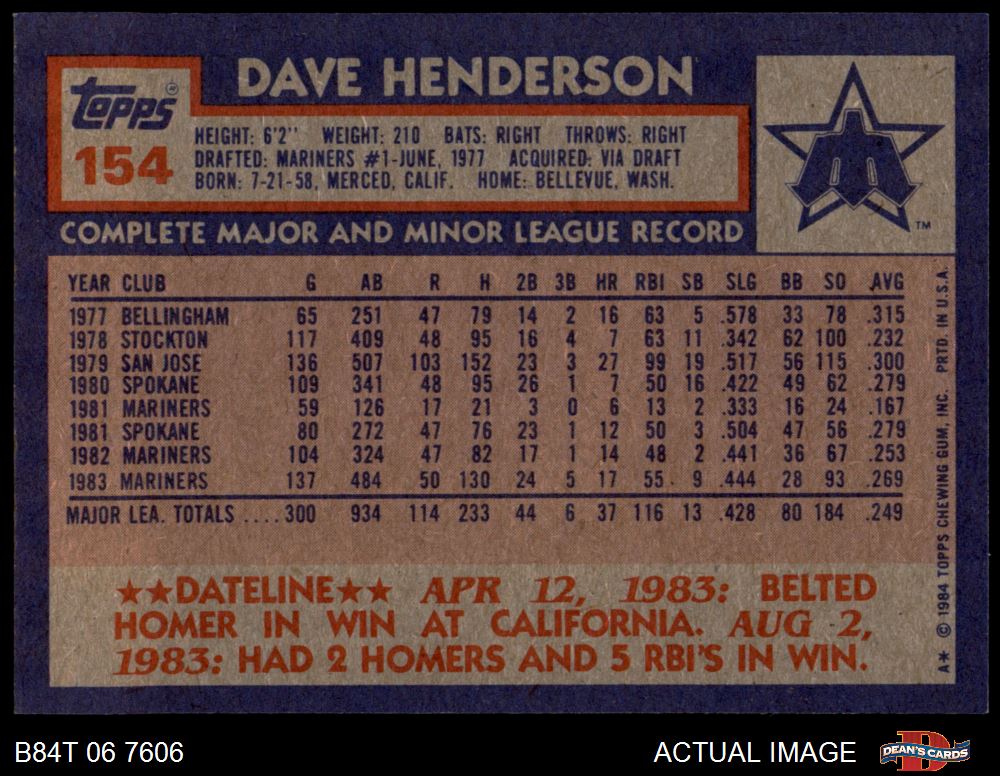 DAVE HENDERSON
Topps®
154
HEIGHT: 6'2" WEIGHT: 210 BATS: RIGHT THROWS: RIGHT
DRAFTED: MARINERS #1-JUNE, 1977 ACQUIRED: VIA DRAFT
BORN: 7-21-58, MERCED, CALIF. HOME: BELLEVUE, WASH.
TM
COMPLETE MAJOR AND MINOR LEAGUE RECORD
YEAR CLUB G AB R H 2B 3B HR RBI SB SLG BB SO AVG
1977 BELLINGHAM 65 251 47 79 14 2 16 63 5 .578 33 78 .315
1978 STOCKTON 117 409 48 95 16 4 7 63 11 .342 62 100 .232
1979 SAN JOSE 136 507 103 152 23 3 27 99 19 .517 56 115 .300
1980 SPOKANE 109 341 48 95 26 1 7 50 16 .422 49 62 .279
1981 MARINERS 59 126 17 21 3 0 6 13 2 .333 16 24 .167
1981 SPOKANE 80 272 47 76 23 1 12 50 3 .504 47 56 .279
1982 MARINERS 104 324 47 82 17 1 14 48 2 .441 36 67 .253
1983 MARINERS 137 484 50 130 24 5 17 55 9 .444 28 93 .269
MAJOR LEA. TOTALS ....300 934 114 233 44 6 37 116 13 .428 80 184 .249
★★DATELINE★★ APR 12, 1983: BELTED
HOMER IN WIN AT CALIFORNIA. AUG 2,
1983: HAD 2 HOMERS AND 5 RBI'S IN WIN.
A* © 1984 TOPPS CHEWING GUM, INC. PRTD. IN U.S.A.
B84T 06 7606
ACTUAL IMAGE
DEAN'S CARDS